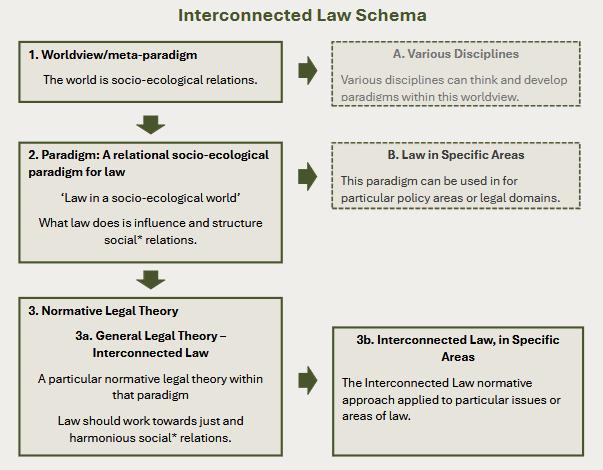 Interconnected Law Schema
1. Worldview/meta-paradigm
The world is socio-ecological relations.
A. Various Disciplines
Various disciplines can think and develop
paradigms within this worldview.
2. Paradigm: A relational socio-ecological
paradigm for law
‘Law in a socio-ecological world’
What law does is influence and structure
social* relations.
B. Law in Specific Areas
This paradigm can be used in for
particular policy areas or legal domains.
3. Normative Legal Theory
3a. General Legal Theory –
Interconnected Law
A particular normative legal theory within
that paradigm
Law should work towards just and
harmonious social* relations.
3b. Interconnected Law, in Specific
Areas
The Interconnected Law normative
approach applied to particular issues or
areas of law.